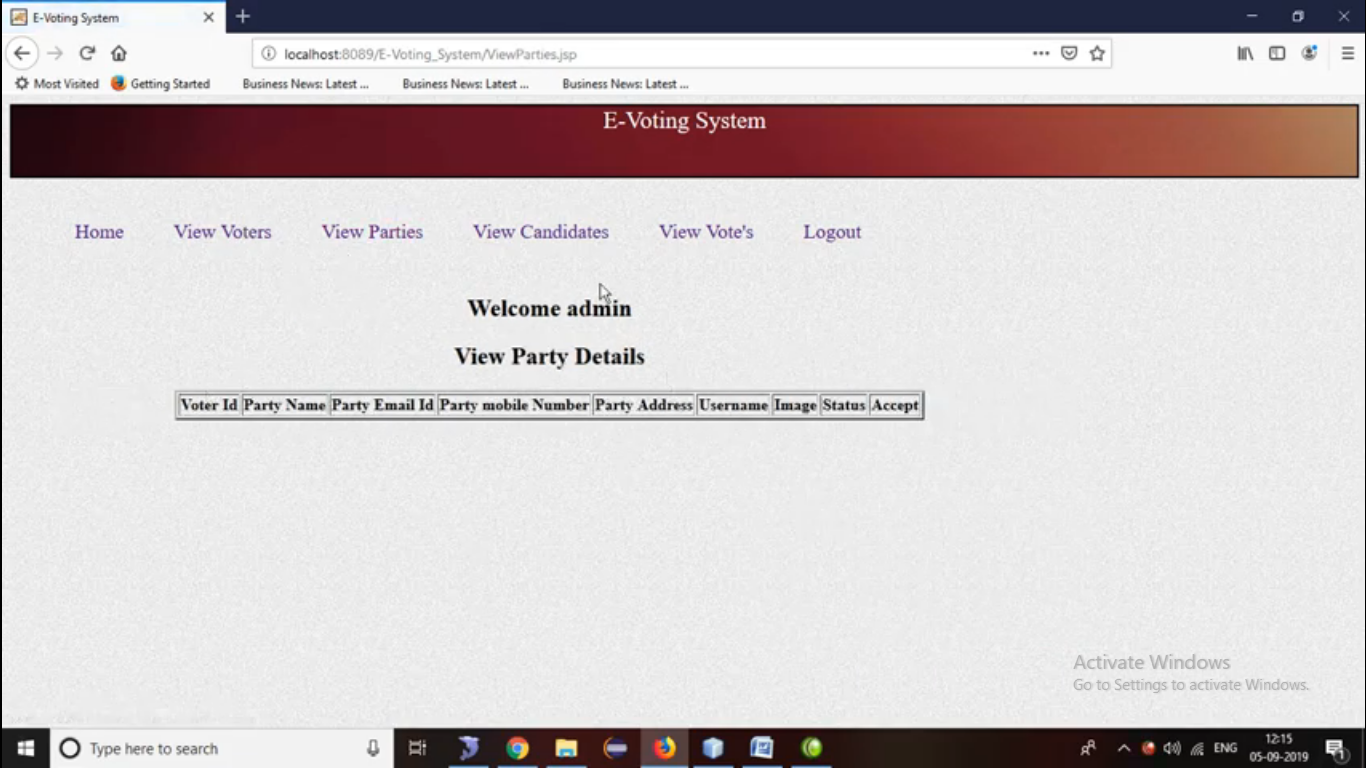 E-Voting System
localhost:8089/E-Voting_System/ViewParties.jsp
Most Visited Getting Started Business News: Latest ... Business News: Latest ... Business News: Latest ...
E-Voting System
Home View Voters View Parties View Candidates View Vote's Logout
Welcome admin
View Party Details
Voter Id Party Name Party Email Id Party mobile Number Party Address Username Image Status Accept
Activate Windows
Go to Settings to activate Windows.
Type here to search
ENG
12:15
05-09-2019
1